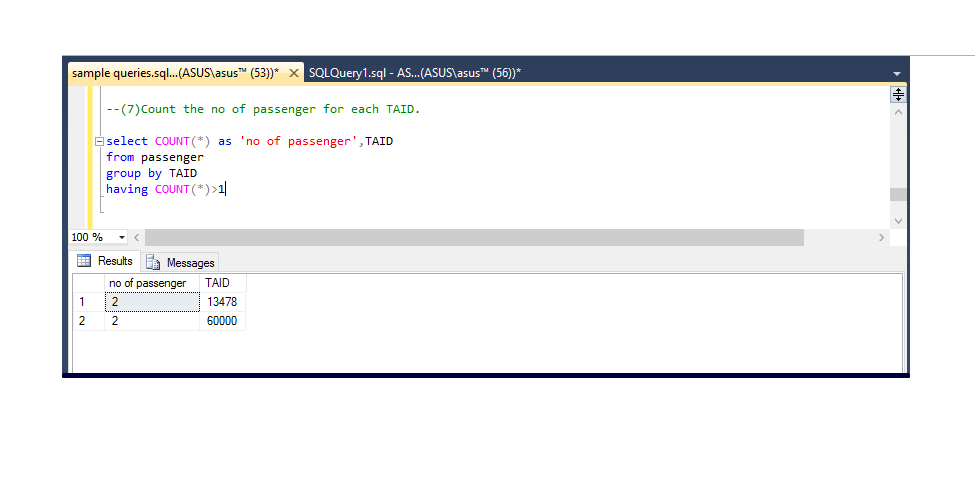 sample queries.sql...(ASUS\asus™ (53))* SQLQuery1.sql - AS...(ASUS\asus™ (56))*
--(7)Count the no of passenger for each TAID.
select COUNT(*) as 'no of passenger',TAID
from passenger
group by TAID
having COUNT(*)>1
100 %
Results Messages
no of passenger TAID
1 2 13478
2 2 60000